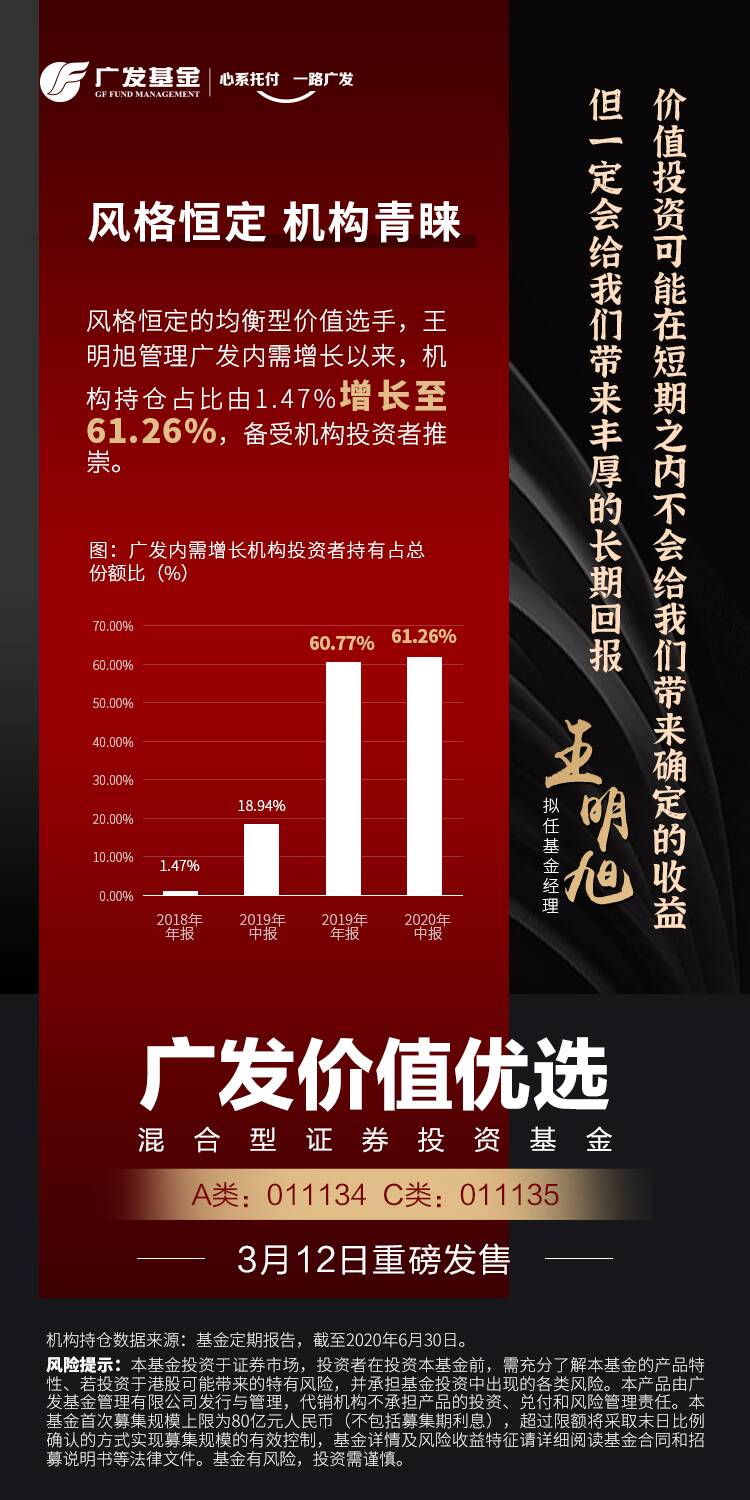 广发基金
GF FUND MANAGEMENT
心系托付 一路广发
价值投资可能在短期之内不会给我们带来确定的收益
但一定会给我们带来丰厚的长期回报
王明旭
拟任基金经理
风格恒定 机构青睐
风格恒定的均衡型价值选手，王
明旭管理广发内需增长以来，机
构持仓占比由1.47%增长至
61.26%，备受机构投资者推
崇。
图：广发内需增长机构投资者持有占总
份额比（%）
70.00%
60.00%
50.00%
40.00%
30.00%
20.00%
10.00%
0.00%
1.47%
18.94%
60.77%
61.26%
2018年
年报
2019年
中报
2019年
年报
2020年
中报
广发价值优选
混合型证券投资基金
A类：011134 C类：011135
3月12日重磅发售
机构持仓数据来源：基金定期报告，截至2020年6月30日。
风险提示：本基金投资于证券市场，投资者在投资本基金前，需充分了解本基金的产品特
性、若投资于港股可能带来的特有风险，并承担基金投资中出现的各类风险。本产品由广
发基金管理有限公司发行与管理，代销机构不承担产品的投资、兑付和风险管理责任。本
基金首次募集规模上限为80亿元人民币（不包括募集期利息），超过限额将采取末日比例
确认的方式实现募集规模的有效控制，基金详情及风险收益特征请详细阅读基金合同和招
募说明书等法律文件。基金有风险，投资需谨慎。